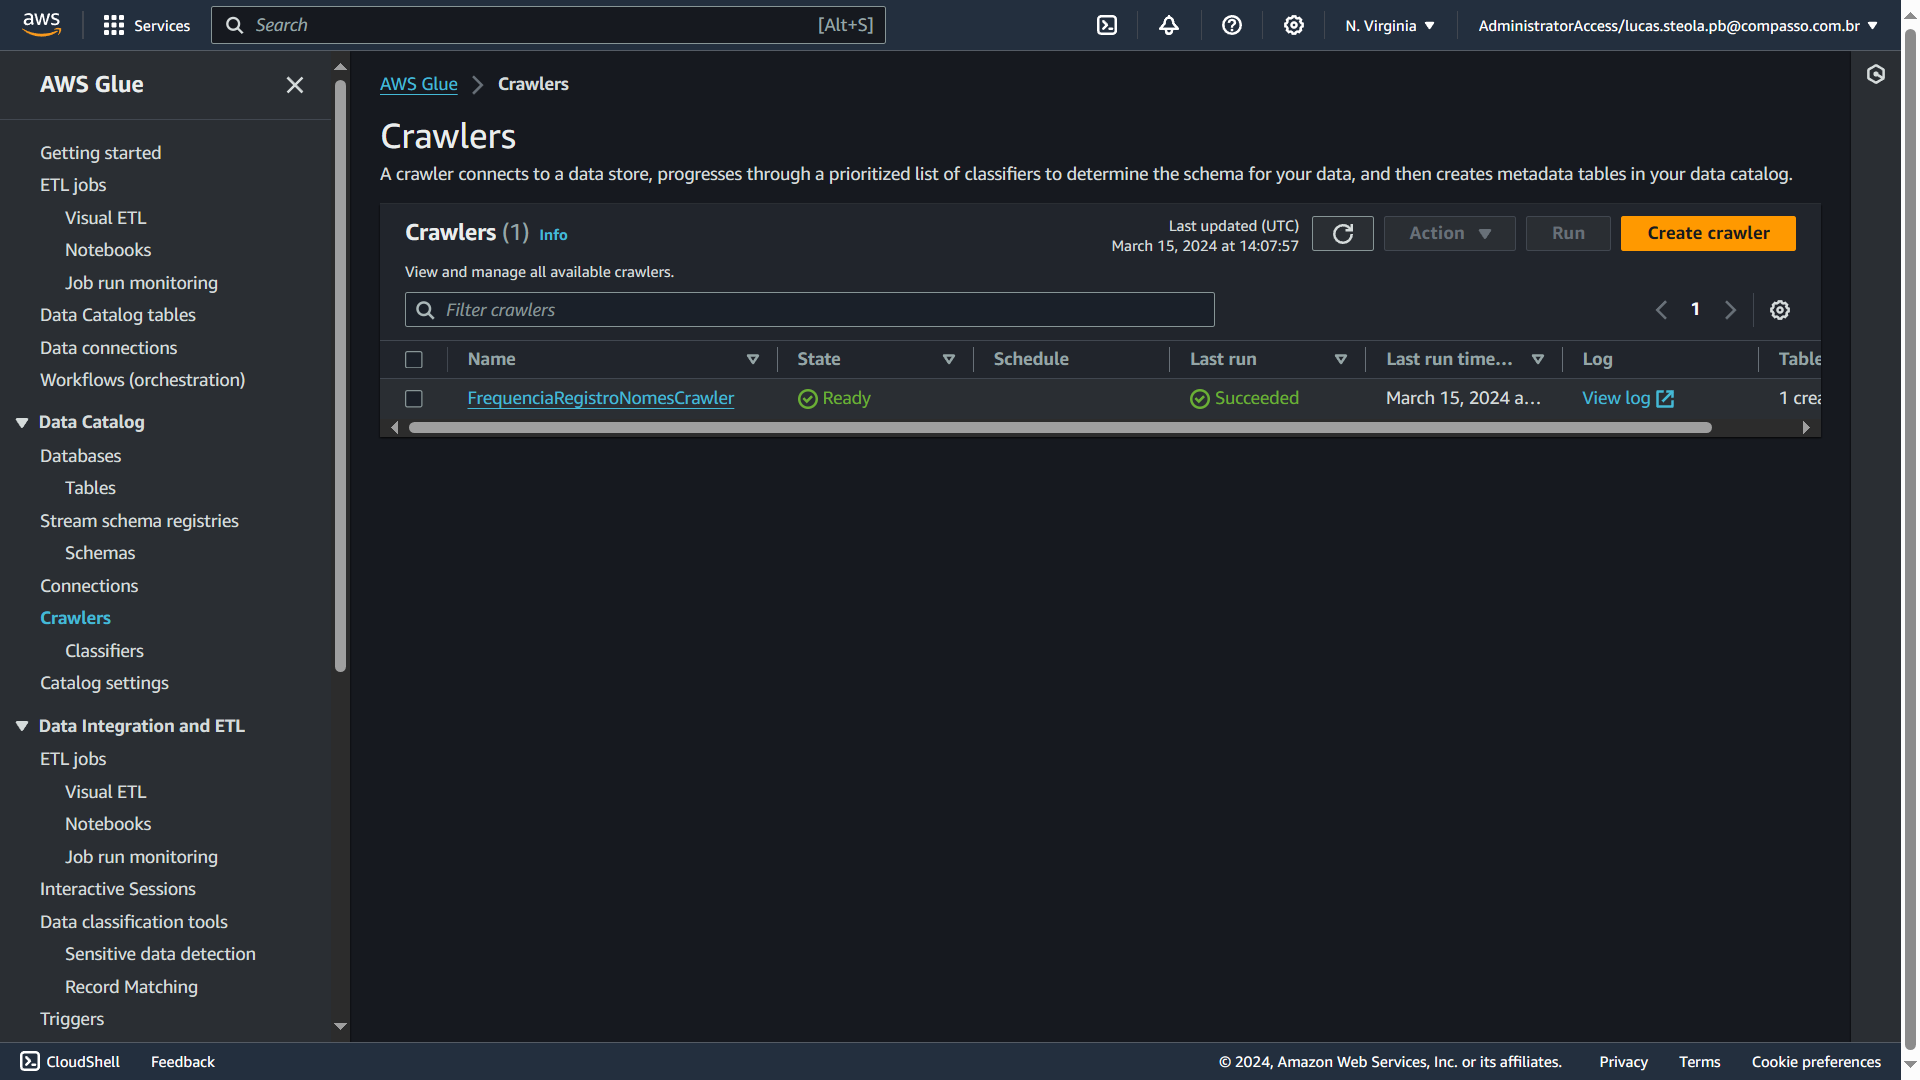 aws
Services
Search
[Alt+S]
N. Virginia
AdministratorAccess/lucas.steola.pb@compasso.com.br
AWS Glue
Getting started
ETL jobs
Visual ETL
Notebooks
Job run monitoring
Data Catalog tables
Data connections
Workflows (orchestration)
Data Catalog
Databases
Tables
Stream schema registries
Schemas
Connections
Crawlers
Classifiers
Catalog settings
Data Integration and ETL
ETL jobs
Visual ETL
Notebooks
Job run monitoring
Interactive Sessions
Data classification tools
Sensitive data detection
Record Matching
Triggers
AWS Glue
Crawlers
Crawlers
A crawler connects to a data store, progresses through a prioritized list of classifiers to determine the schema for your data, and then creates metadata tables in your data catalog.
Crawlers (1) Info
Last updated (UTC)
March 15, 2024 at 14:07:57
Action
Run
Create crawler
View and manage all available crawlers.
Filter crawlers
1
Name State Schedule Last run Last run time... Log Table
FrequenciaRegistroNomesCrawler Ready Succeeded March 15, 2024 a... View log 1 crea
CloudShell
Feedback
© 2024, Amazon Web Services, Inc. or its affiliates.
Privacy
Terms
Cookie preferences